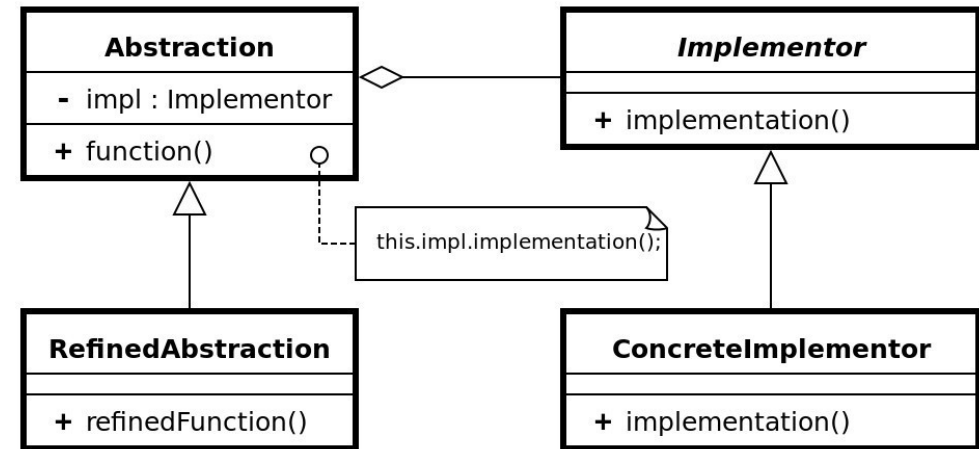 Abstraction
- impl : Implementor
+ function()
Implementor
+ implementation()
this.impl.implementation();
RefinedAbstraction
+ refinedFunction()
ConcreteImplementor
+ implementation()